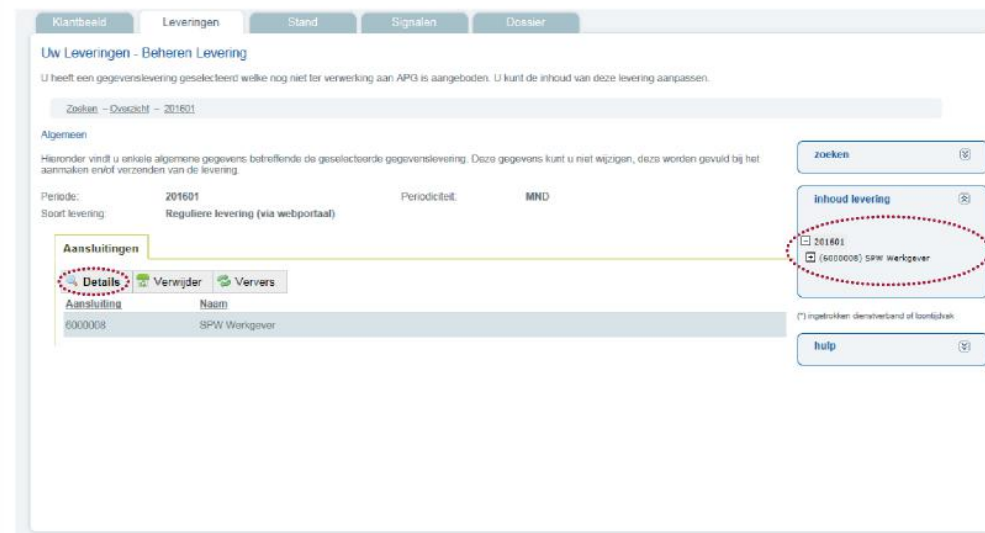 Klantbeeld Leveringen Stand Signalen Dossier
Uw Leveringen - Beheren Levering
U heeft een gegevenslevering geselecteerd welke nog niet ter verwerking aan APG is aangeboden. U kunt de inhoud van deze levering aanpassen.
Zoeken – Overzicht – 201601
Algemeen
Hieronder vindt u enkele algemene gegevens betreffende de geselecteerde gegevenslevering. Deze gegevens kunt u niet wijzigen, deze worden gevuld bij het
aanmaken en/of verzenden van de levering.
Periode: 201601 Periodiciteit: MND
Soort levering: Reguliere levering (via webportaal)
Aansluitingen
Details Verwijder Ververs
Aansluiting Naam
6000008 SPW Werkgever
zoeken
inhoud levering
201601
(6000008) SPW Werkgever
(*) ingetrokken dienstverband of loontijdvak
hulp